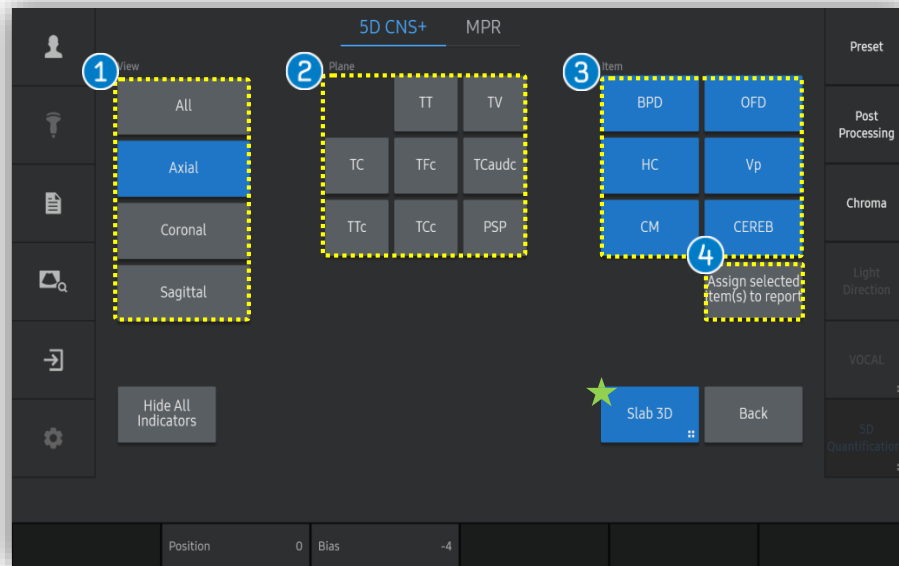 5D CNS+ MPR
Preset
1 View
2 Plane
3 Item
All
TT TV
BPD OFD
Post
Processing
Axial
TC TFc TCaudc
HC Vp
Chroma
Coronal
TTc TCc PSP
CM CEREB
4
Sagittal
Assign selected
tem(s) to report
Light
Direction
VOCAL
Hide All
Indicators
Slab 3D
Back
5D
Quantification
Position 0 Bias -4